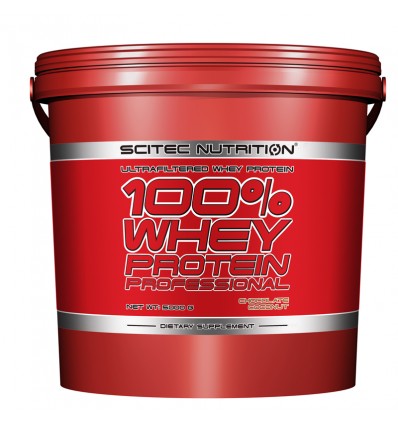 SCITEC NUTRITION®
ULTRAFILTERED WHEY PROTEIN
100%
WHEY
PROTEIN
PROFESSIONAL
CHOCOLATE
COCONUT
NET WT. 5000 G
DIETARY SUPPLEMENT